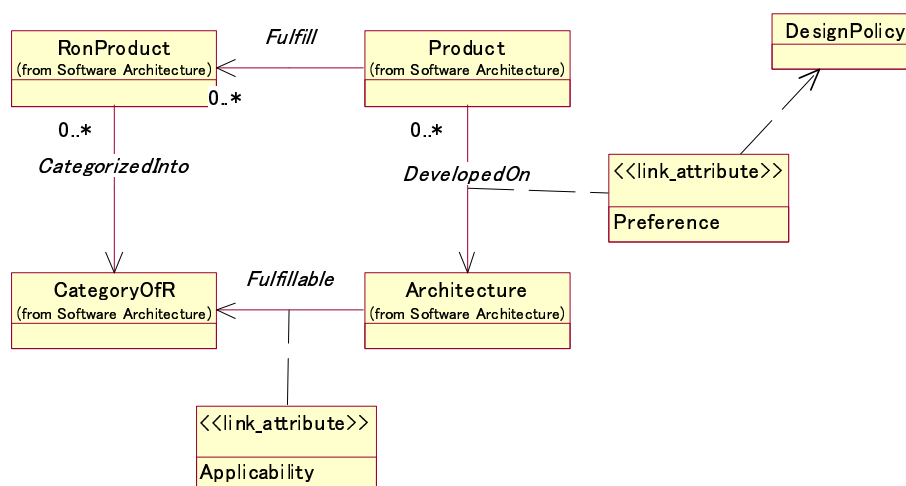 DesignPolicy
RonProduct
(from Software Architecture)
Fulfill
Product
(from Software Architecture)
0..*
0..*
0..*
CategorizedInto
DevelopedOn
<<link_attribute>>
Preference
CategoryOfR
(from Software Architecture)
Fulfillable
Architecture
(from Software Architecture)
<<link_attribute>>
Applicability